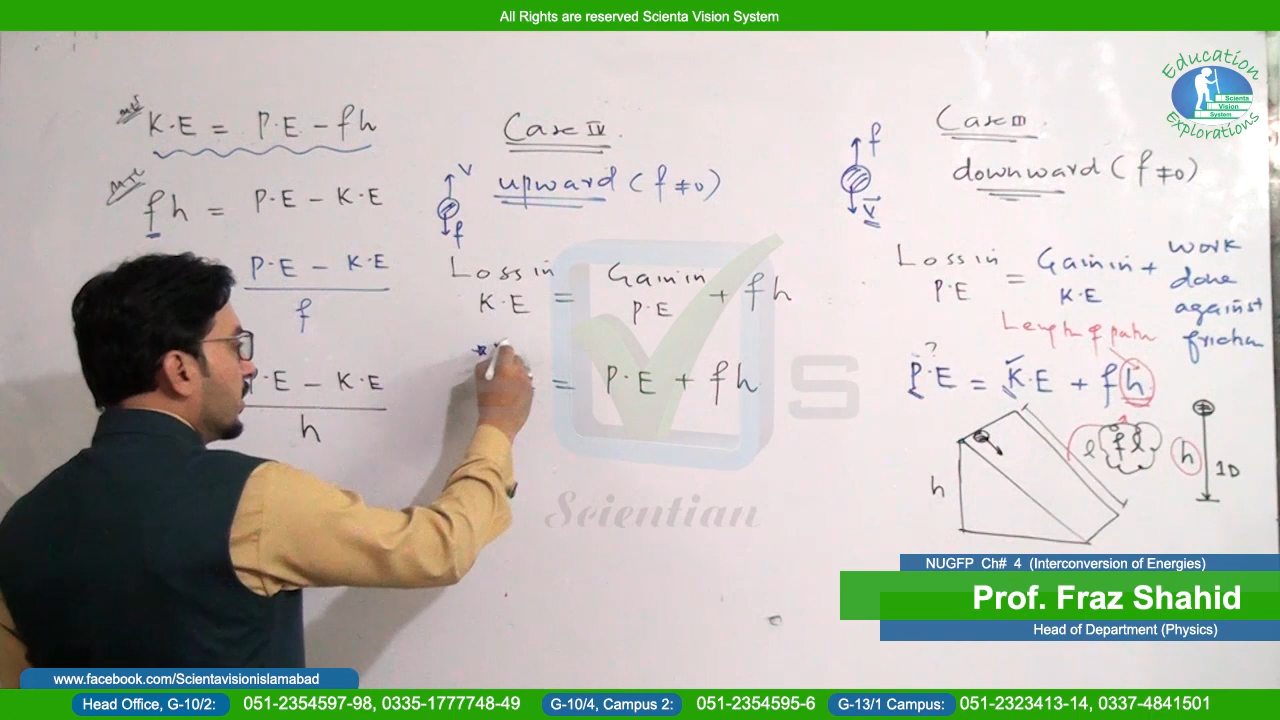 All Rights are reserved Scienta Vision System
Education
Scienta
Vision
System
Explorations
K.E = P.E - fh
fh = P.E - K.E
P.E - K.E
f
P.E - K.E
h
Case IV.
upward (f≠0)
v
f
Loss in K.E = Gain in P.E + fh
= P.E + fh
Case III.
downward (f≠0)
f
v
Loss in P.E = Gain in K.E + work done against friction
Length of path
?
P.E = K.E + fh
l
fl
h
1D
h
S
Scientian
NUGFP Ch# 4 (Interconversion of Energies)
Prof. Fraz Shahid
Head of Department (Physics)
www.facebook.com/Scientavisionislamabad
Head Office, G-10/2: 051-2354597-98, 0335-1777748-49 G-10/4, Campus 2: 051-2354595-6 G-13/1 Campus: 051-2323413-14, 0337-4841501